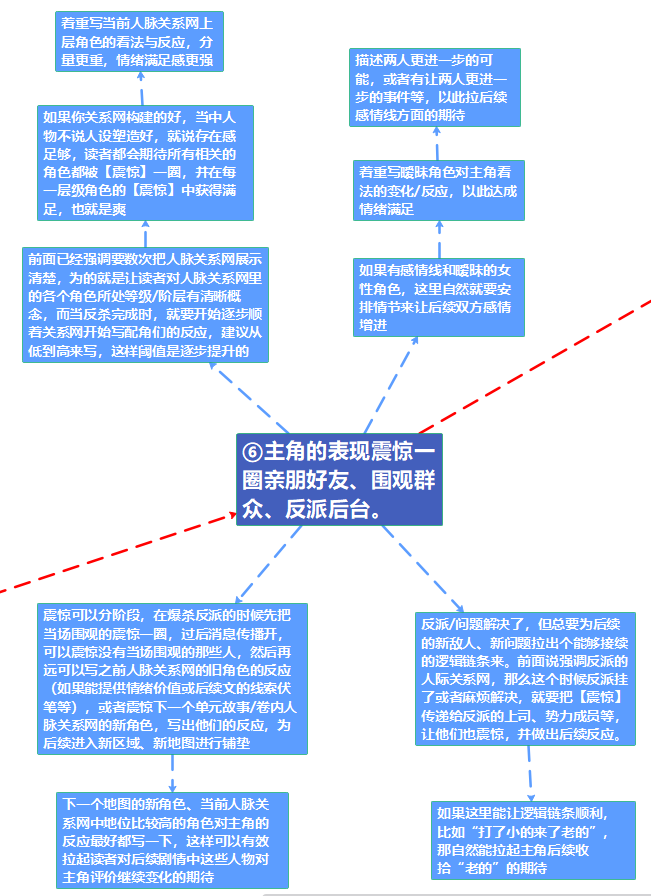 着重写当前人脉关系网上
层角色的看法与反应，分
量更重，情绪满足感更强
如果你关系网构建的好，当中人
物不说人设塑造好，就说存在感
足够，读者都会期待所有相关的
角色都被【震惊】一圈，并在每
一层级角色的【震惊】中获得满
足，也就是爽
前面已经强调要数次把人脉关系网展示
清楚，为的就是让读者对人脉关系网里
的各个角色所处等级/阶层有清晰概
念，而当反杀完成时，就要开始逐步顺
着关系网开始写配角们的反应，建议从
低到高来写，这样阈值是逐步提升的
描述两人更进一步的可
能，或者有让两人更进一
步的事件等，以此拉后续
感情线方面的期待
着重写暧昧角色对主角看
法的变化/反应，以此达成
情绪满足
如果有感情线和暧昧的女
性角色，这里自然就要安
排情节来让后续双方感情
增进
⑥主角的表现震惊一
圈亲朋好友、围观群
众、反派后台。
震惊可以分阶段，在爆杀反派的时候先把
当场围观的震惊一圈，过后消息传播开，
可以震惊没有当场围观的那些人，然后再
远可以写之前人脉关系网的旧角色的反应
（如果能提供情绪价值或后续文的线索伏
笔等），或者震惊下一个单元故事/卷内人
脉关系网的新角色，写出他们的反应，为
后续进入新区域、新地图进行铺垫
下一个地图的新角色、当前人脉关
系网中地位比较高的角色对主角的
反应最好都写一下，这样可以有效
拉起读者对后续剧情中这些人物对
主角评价继续变化的期待
反派/问题解决了，但总要为后续
的新敌人、新问题拉出个能够接续
的逻辑链条来。前面说强调反派的
人际关系网，那么这个时候反派挂
了或者麻烦解决，就要把【震惊】
传递给反派的上司、势力成员等，
让他们也震惊，并做出后续反应。
如果这里能让逻辑链条顺利，
比如“打了小的来了老的”，
那自然能拉起主角后续收
拾“老的”的期待